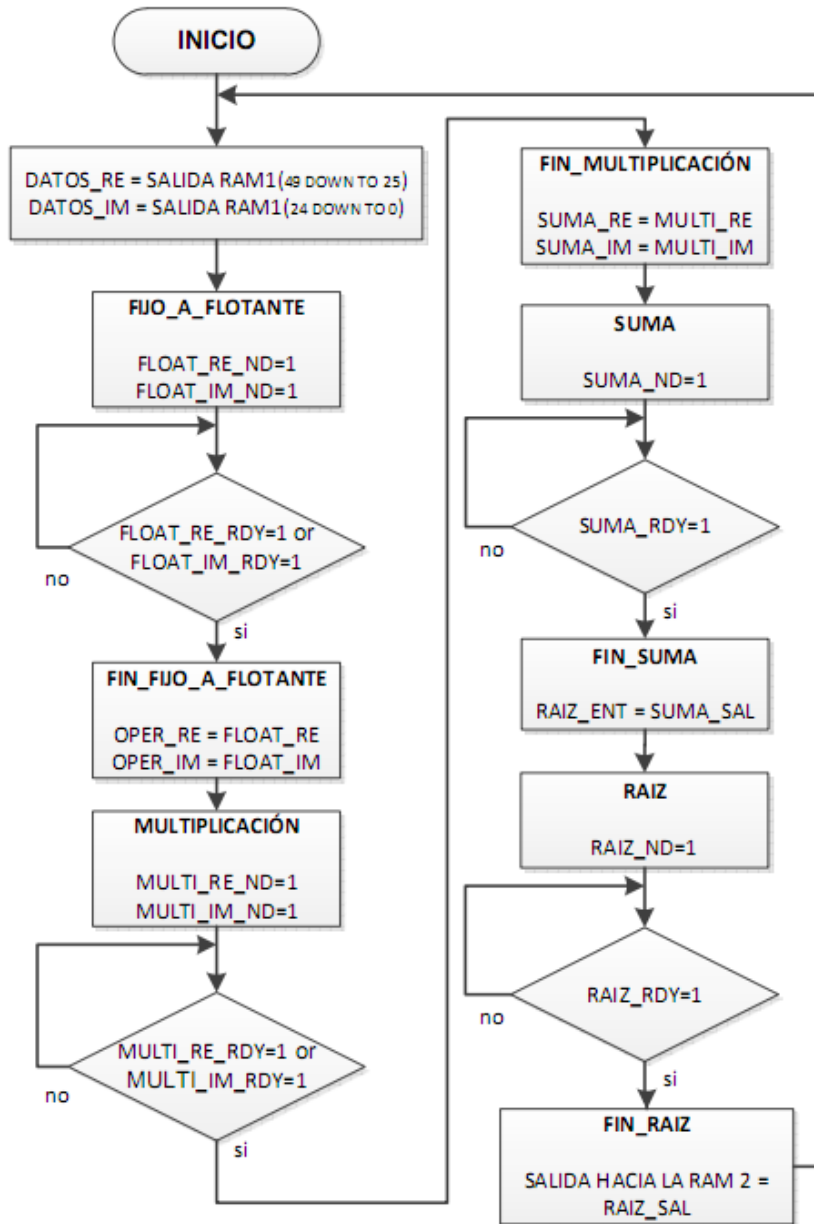 INICIO
DATOS_RE = SALIDA RAM1(49 DOWN TO 25)
DATOS_IM = SALIDA RAM1(24 DOWN TO 0)
FIJO_A_FLOTANTE
FLOAT_RE_ND=1
FLOAT_IM_ND=1
FLOAT_RE_RDY=1 or
FLOAT_IM_RDY=1
no
si
FIN_FIJO_A_FLOTANTE
OPER_RE = FLOAT_RE
OPER_IM = FLOAT_IM
MULTIPLICACIÓN
MULTI_RE_ND=1
MULTI_IM_ND=1
MULTI_RE_RDY=1 or
MULTI_IM_RDY=1
no
si
FIN_MULTIPLICACIÓN
SUMA_RE = MULTI_RE
SUMA_IM = MULTI_IM
SUMA
SUMA_ND=1
SUMA_RDY=1
no
si
FIN_SUMA
RAIZ_ENT = SUMA_SAL
RAIZ
RAIZ_ND=1
RAIZ_RDY=1
no
si
FIN_RAIZ
SALIDA HACIA LA RAM 2 =
RAIZ_SAL